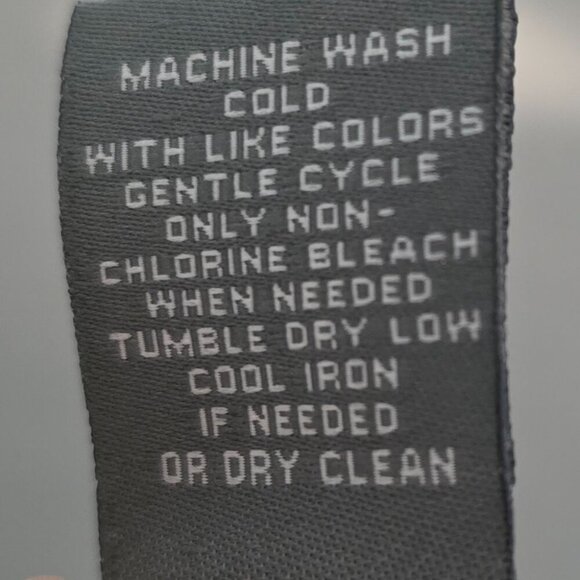 MACHINE WASH
COLD
WITH LIKE COLORS
GENTLE CYCLE
ONLY NON-
CHLORINE BLEACH
WHEN NEEDED
TUMBLE DRY LOW
COOL IRON
IF NEEDED
OR DRY CLEAN